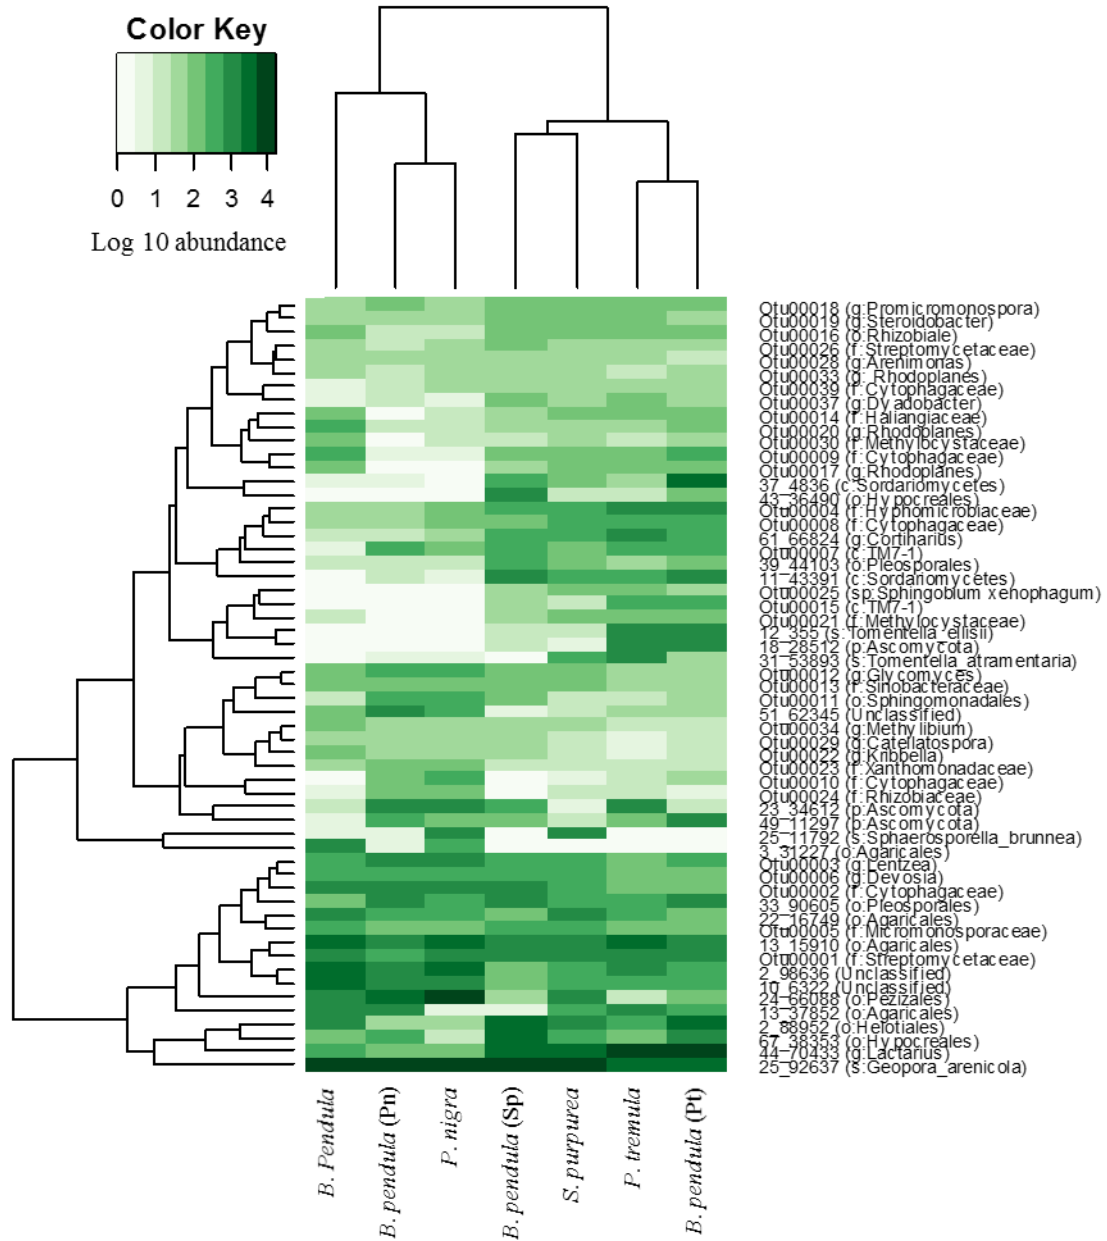 Color Key
0 1 2 3 4
Log 10 abundance
Otu00018 (g:Promicromonospora)
Otu00019 (g:Steroidobacter)
Otu00016 (o:Rhizobiale)
Otu00026 (f:Streptomycetaceae)
Otu00028 (g:Arenimonas)
Otu00033 (g: Rhodoplanes)
Otu00039 (f:Cytophagaceae)
Otu00037 (g:Dyadobacter)
Otu00014 (f:Haliangiaceae)
Otu00020 (g:Rhodoplanes)
Otu00030 (f:Methylocystaceae)
Otu00009 (f:Cytophagaceae)
Otu00017 (g:Rhodoplanes)
37_4836 (c:Sordariomycetes)
43_36490 (o:Hypocreales)
Otu00004 (f:Hyphomicrobiaceae)
Otu00008 (f:Cytophagaceae)
61_66824 (g:Cortinarius)
Otu00007 (c:TM7-1)
39_44103 (o:Pleosporales)
11_43391 (c:Sordariomycetes)
Otu00025 (sp:Sphingobium xenophagum)
Otu00015 (c:TM7-1)
Otu00021 (f:Methylocystaceae)
12_355 (s:Tomentella_ellisii)
18_28512 (p:Ascomycota)
31_53893 (s:Tomentella_atramentaria)
Otu00012 (g:Glycomyces)
Otu00013 (f:Sinobacteraceae)
Otu00011 (o:Sphingomonadales)
51_62345 (Unclassified)
Otu00034 (g:Methylibium)
Otu00029 (g:Catellatospora)
Otu00022 (g:Kribbella)
Otu00023 (f:Xanthomonadaceae)
Otu00010 (f:Cytophagaceae)
Otu00024 (f:Rhizobiaceae)
23_34612 (p:Ascomycota)
49_11297 (p:Ascomycota)
25_11792 (s:Sphaerosporella_brunnea)
3_31227 (o:Agaricales)
Otu00003 (g:Lentzea)
Otu00006 (g:Devosia)
Otu00002 (f:Cytophagaceae)
33_90605 (o:Pleosporales)
22_16749 (o:Agaricales)
Otu00005 (f:Micromonosporaceae)
13_15910 (o:Agaricales)
Otu00001 (f:Streptomycetaceae)
2_98636 (Unclassified)
10_6322 (Unclassified)
24_66088 (o:Pezizales)
13_37852 (o:Agaricales)
2_88952 (o:Helotiales)
67_38353 (o:Hypocreales)
44_70433 (g:Lactarius)
25_92637 (s:Geopora_arenicola)
B. Pendula
B. pendula (Pn)
P. nigra
B. pendula (Sp)
S. purpurea
P. tremula
B. pendula (Pt)